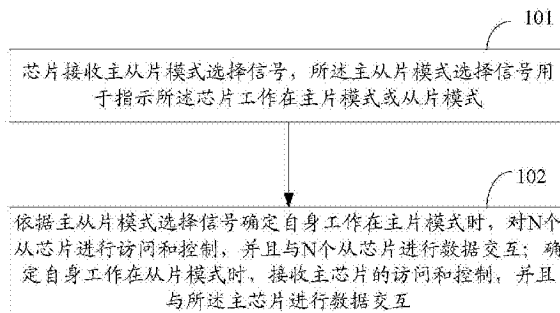 101
芯片接收主从片模式选择信号，所述主从片模式选择信号用
于指示所述芯片工作在主片模式或从片模式
102
依据主从片模式选择信号确定自身工作在主片模式时，对N个
从芯片进行访问和控制，并且与N个从芯片进行数据交互；确
定自身工作在从片模式时，接收主芯片的访问和控制，并且
与所述主芯片进行数据交互